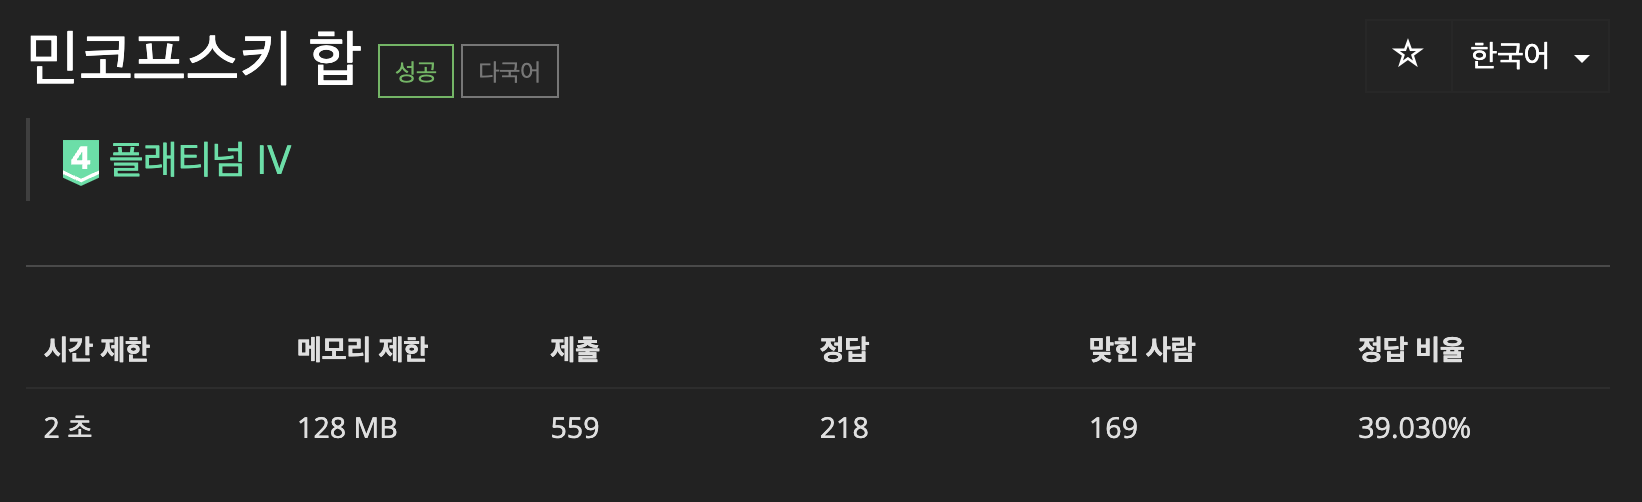 민코프스키 합 성공 다국어 ☆ 한국어
4 플래티넘 IV
시간 제한 메모리 제한 제출 정답 맞힌 사람 정답 비율
2 초 128 MB 559 218 169 39.030%